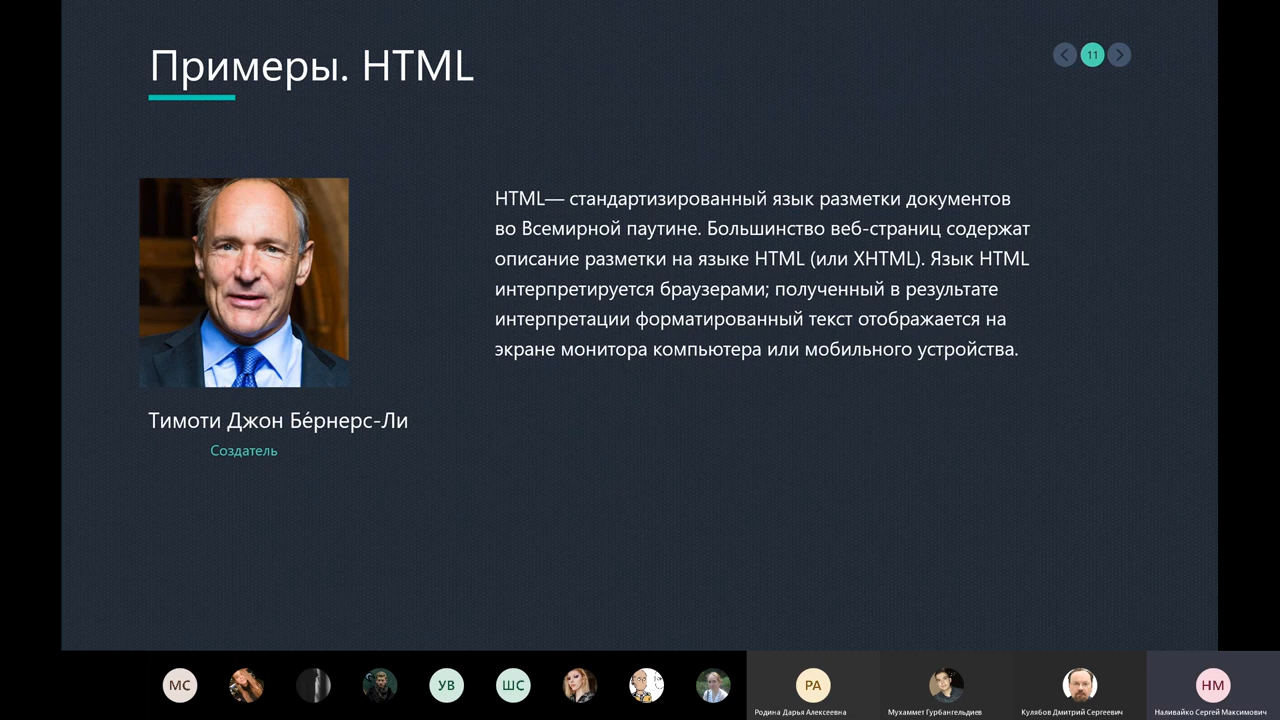 Примеры. HTML
11
HTML— стандартизированный язык разметки документов
во Всемирной паутине. Большинство веб-страниц содержат
описание разметки на языке HTML (или XHTML). Язык HTML
интерпретируется браузерами; полученный в результате
интерпретации форматированный текст отображается на
экране монитора компьютера или мобильного устройства.
Тимоти Джон Бе́рнерс-Ли
Создатель
МС
УВ
ШС
РА
НМ
Родина Дарья Алексеевна
Мухаммет Гурбангельдиев
Кулябов Дмитрий Сергеевич
Наливайко Сергей Максимович